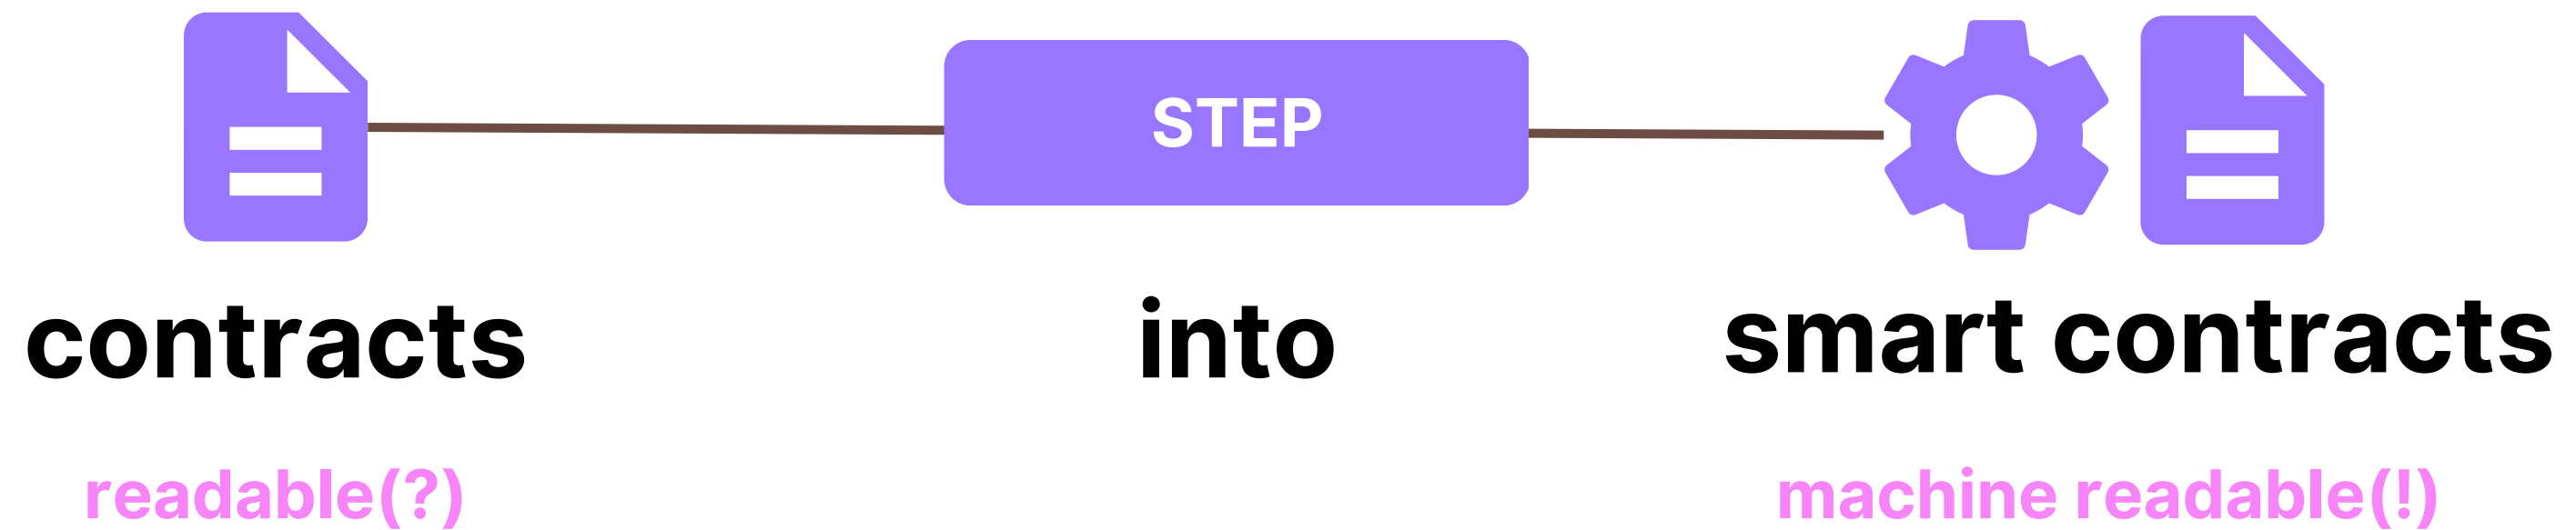 STEP
contracts
into
smart contracts
readable(?)
machine readable(!)